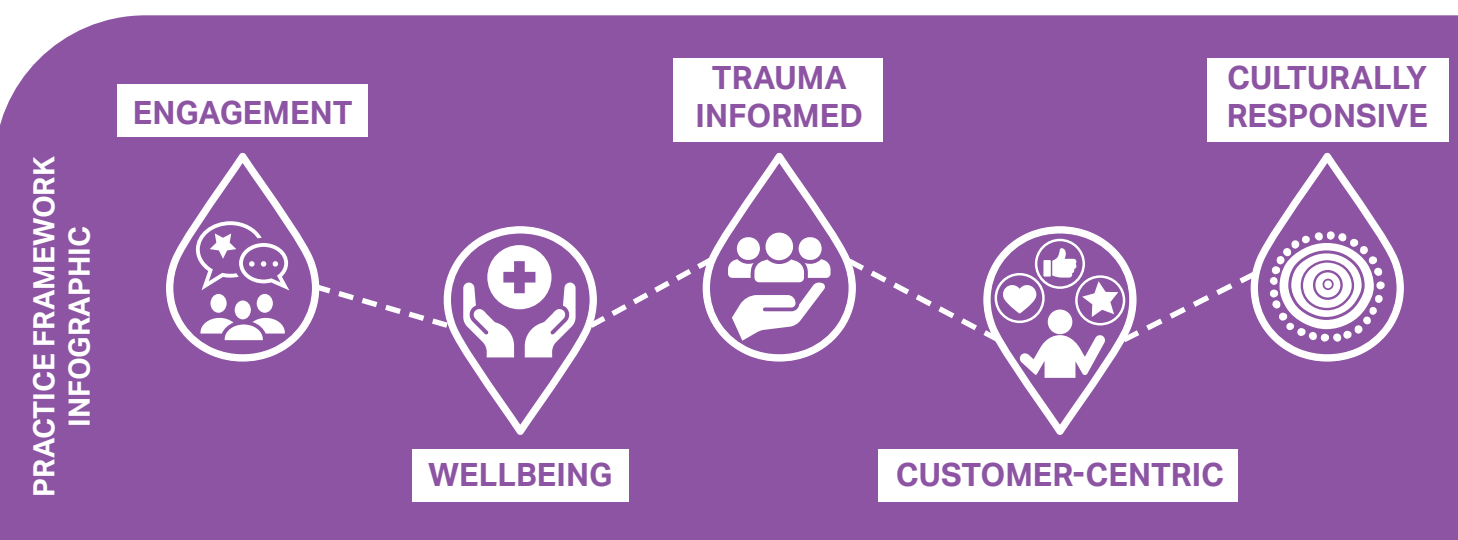 PRACTICE FRAMEWORK
INFOGRAPHIC
ENGAGEMENT
WELLBEING
TRAUMA
INFORMED
CUSTOMER-CENTRIC
CULTURALLY
RESPONSIVE